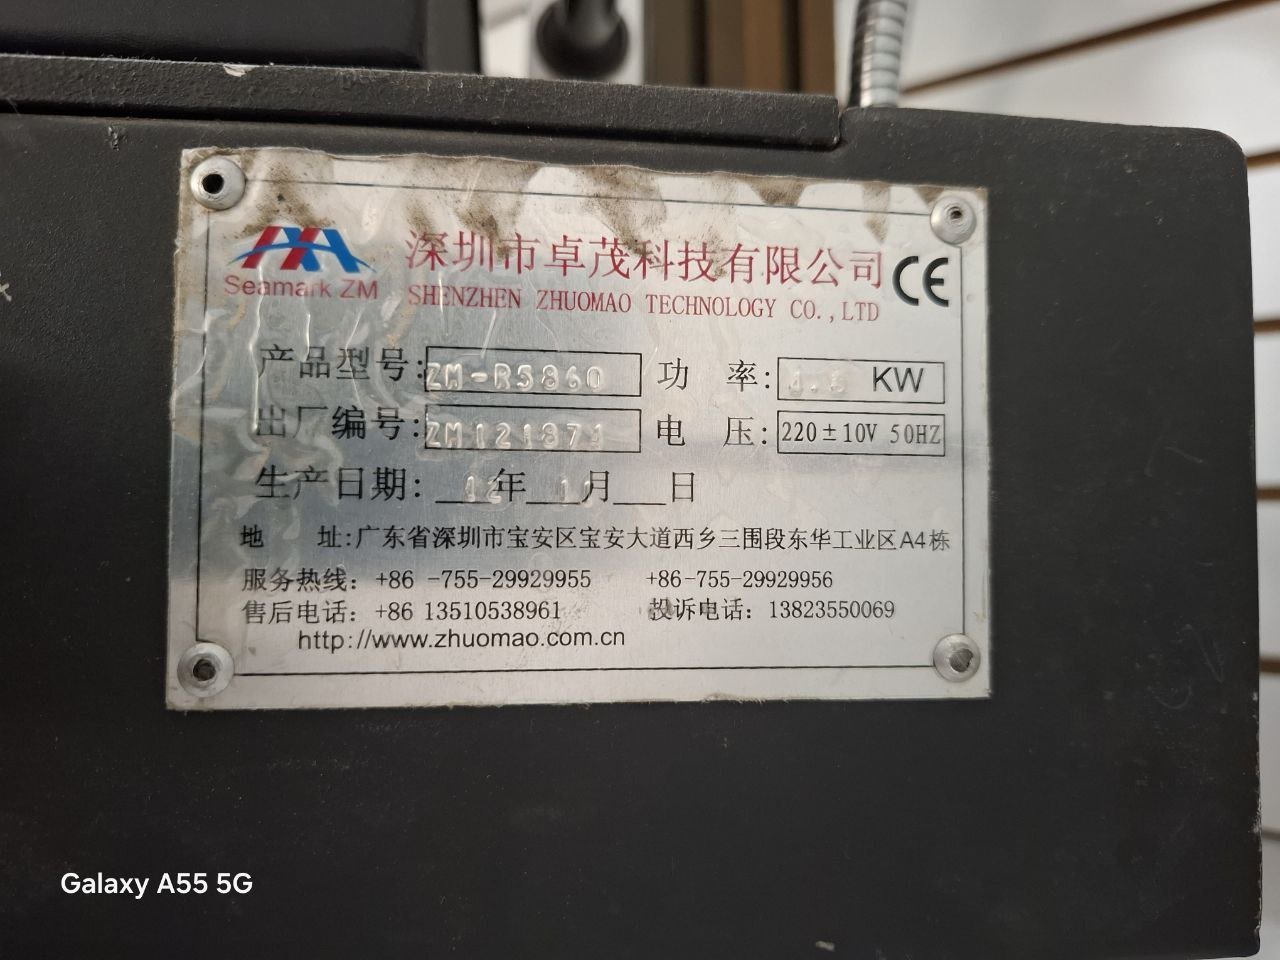 Seamark ZM
深圳市卓茂科技有限公司 CE
SHENZHEN ZHUOMAO TECHNOLOGY CO.,LTD
产品型号: ZM-R5860 功 率: KW
出厂编号: ZM121871 电 压: 220±10V 50HZ
生产日期: 12年 11月 日
地 址:广东省深圳市宝安区宝安大道西乡三围段东华工业区A4栋
服务热线: +86 -755-29929955 +86-755-29929956
售后电话: +86 13510538961 投诉电话: 13823550069
http://www.zhuomao.com.cn
Galaxy A55 5G